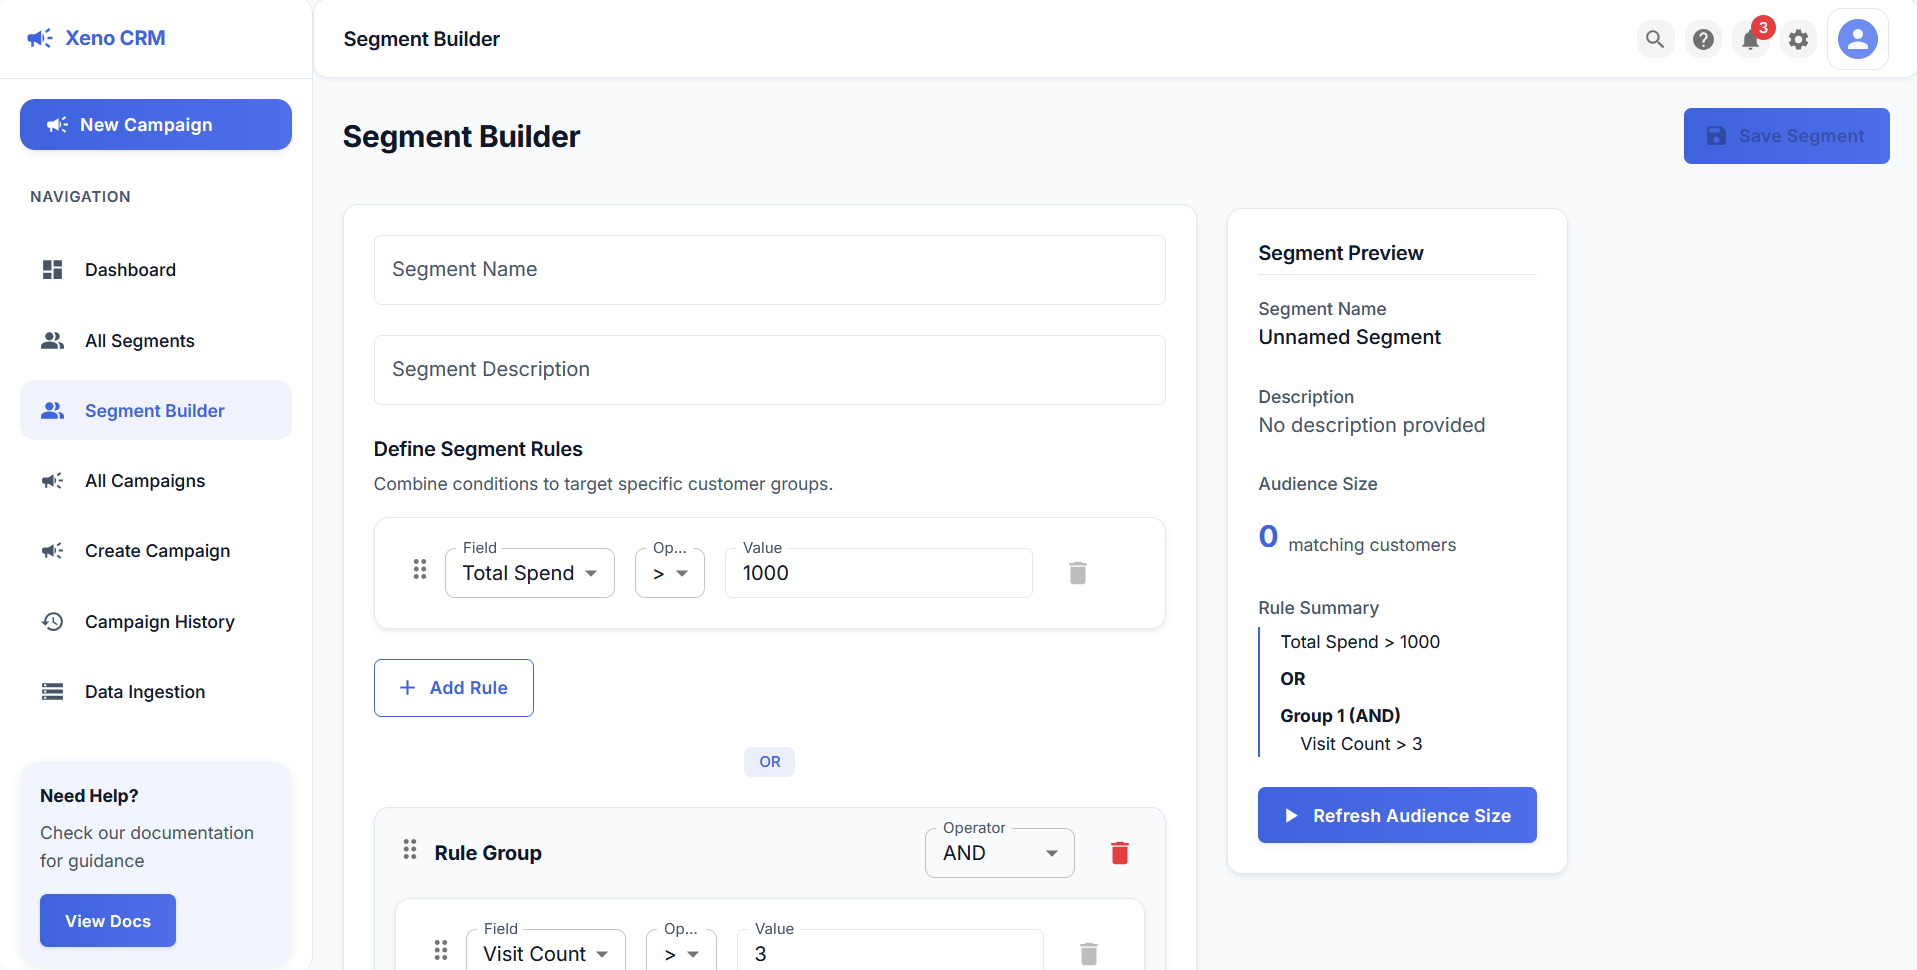 Xeno CRM
New Campaign
NAVIGATION
Dashboard
All Segments
Segment Builder
All Campaigns
Create Campaign
Campaign History
Data Ingestion
Need Help?
Check our documentation
for guidance
View Docs
Segment Builder
3
Segment Builder
Save Segment
Segment Name
Segment Description
Define Segment Rules
Combine conditions to target specific customer groups.
Field
Total Spend
Op...
>
Value
1000
+ Add Rule
OR
Rule Group
Operator
AND
Field
Visit Count
Op...
>
Value
3
Segment Preview
Segment Name
Unnamed Segment
Description
No description provided
Audience Size
0 matching customers
Rule Summary
Total Spend > 1000
OR
Group 1 (AND)
Visit Count > 3
Refresh Audience Size